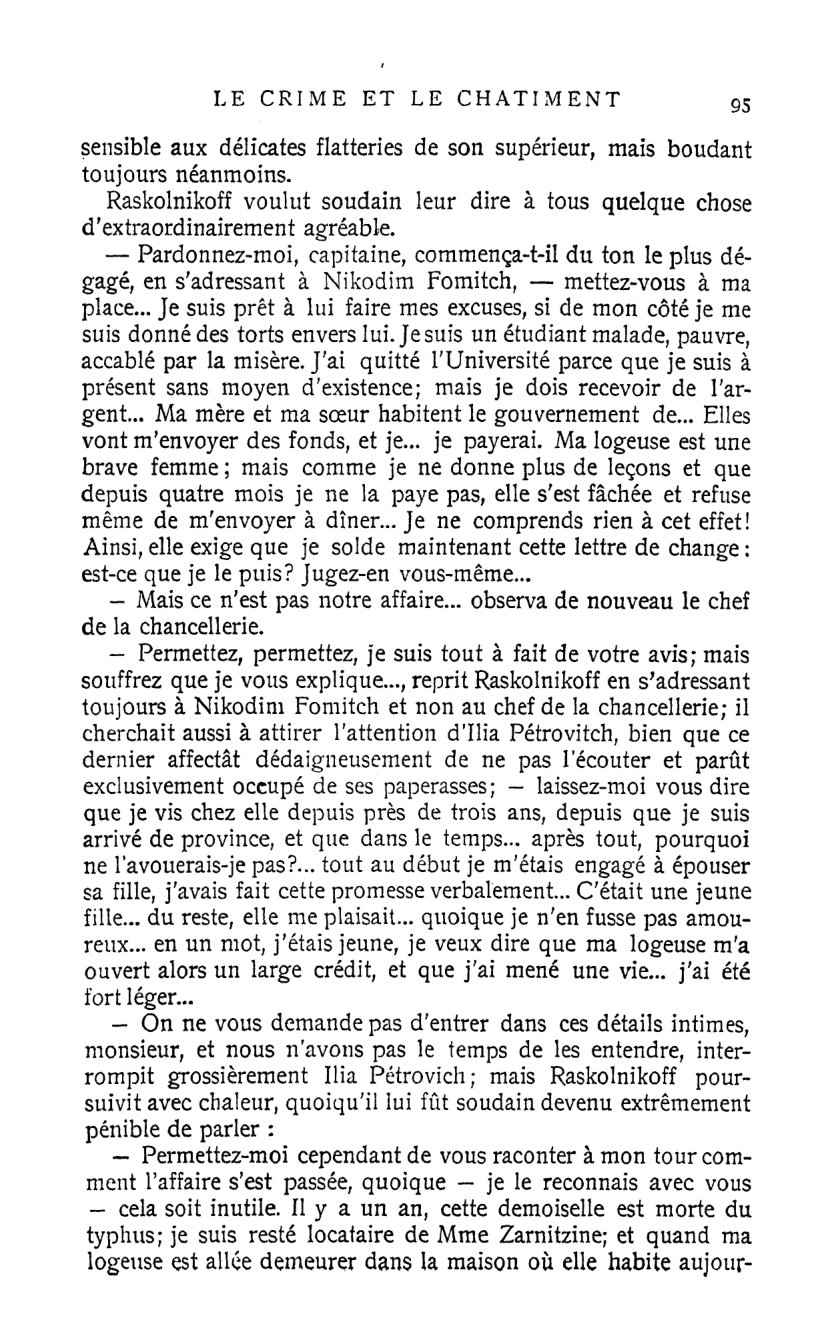 LE CRIME ET LE CHATIMENT 95
sensible aux délicates flatteries de son supérieur, mais boudant
toujours néanmoins.
Raskolnikoff voulut soudain leur dire à tous quelque chose
d'extraordinairement agréable.
— Pardonnez-moi, capitaine, commença-t-il du ton le plus dé-
gagé, en s'adressant à Nikodim Fomitch, — mettez-vous à ma
place... Je suis prêt à lui faire mes excuses, si de mon côté je me
suis donné des torts envers lui. Je suis un étudiant malade, pauvre,
accablé par la misère. J'ai quitté l'Université parce que je suis à
présent sans moyen d'existence; mais je dois recevoir de l'ar-
gent... Ma mère et ma sœur habitent le gouvernement de... Elles
vont m'envoyer des fonds, et je... je payerai. Ma logeuse est une
brave femme; mais comme je ne donne plus de leçons et que
depuis quatre mois je ne la paye pas, elle s'est fâchée et refuse
même de m'envoyer à dîner... Je ne comprends rien à cet effet!
Ainsi, elle exige que je solde maintenant cette lettre de change:
est-ce que je le puis? Jugez-en vous-même...
— Mais ce n'est pas notre affaire... observa de nouveau le chef
de la chancellerie.
— Permettez, permettez, je suis tout à fait de votre avis; mais
souffrez que je vous explique..., reprit Raskolnikoff en s'adressant
toujours à Nikodim Fomitch et non au chef de la chancellerie; il
cherchait aussi à attirer l'attention d'Ilia Pétrovitch, bien que ce
dernier affectât dédaigneusement de ne pas l'écouter et parût
exclusivement occupé de ses paperasses; — laissez-moi vous dire
que je vis chez elle depuis près de trois ans, depuis que je suis
arrivé de province, et que dans le temps... après tout, pourquoi
ne l'avouerais-je pas?... tout au début je m'étais engagé à épouser
sa fille, j'avais fait cette promesse verbalement... C'était une jeune
fille... du reste, elle me plaisait... quoique je n'en fusse pas amou-
reux... en un mot, j'étais jeune, je veux dire que ma logeuse m'a
ouvert alors un large crédit, et que j'ai mené une vie... j'ai été
fort léger...
— On ne vous demande pas d'entrer dans ces détails intimes,
monsieur, et nous n'avons pas le temps de les entendre, inter-
rompit grossièrement Ilia Pétrovich; mais Raskolnikoff pour-
suivit avec chaleur, quoiqu'il lui fût soudain devenu extrêmement
pénible de parler :
— Permettez-moi cependant de vous raconter à mon tour com-
ment l'affaire s'est passée, quoique — je le reconnais avec vous
— cela soit inutile. Il y a un an, cette demoiselle est morte du
typhus; je suis resté locataire de Mme Zarnitzine; et quand ma
logeuse est allée demeurer dans la maison où elle habite aujour-